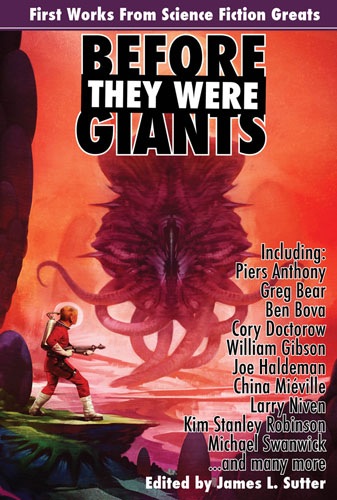 First Works From Science Fiction Greats
BEFORE
THEY WERE
GIANTS
Including:
Piers Anthony
Greg Bear
Ben Bova
Cory Doctorow
William Gibson
Joe Haldeman
China Miéville
Larry Niven
Kim Stanley Robinson
Michael Swanwick
...and many more
Edited by James L. Sutter